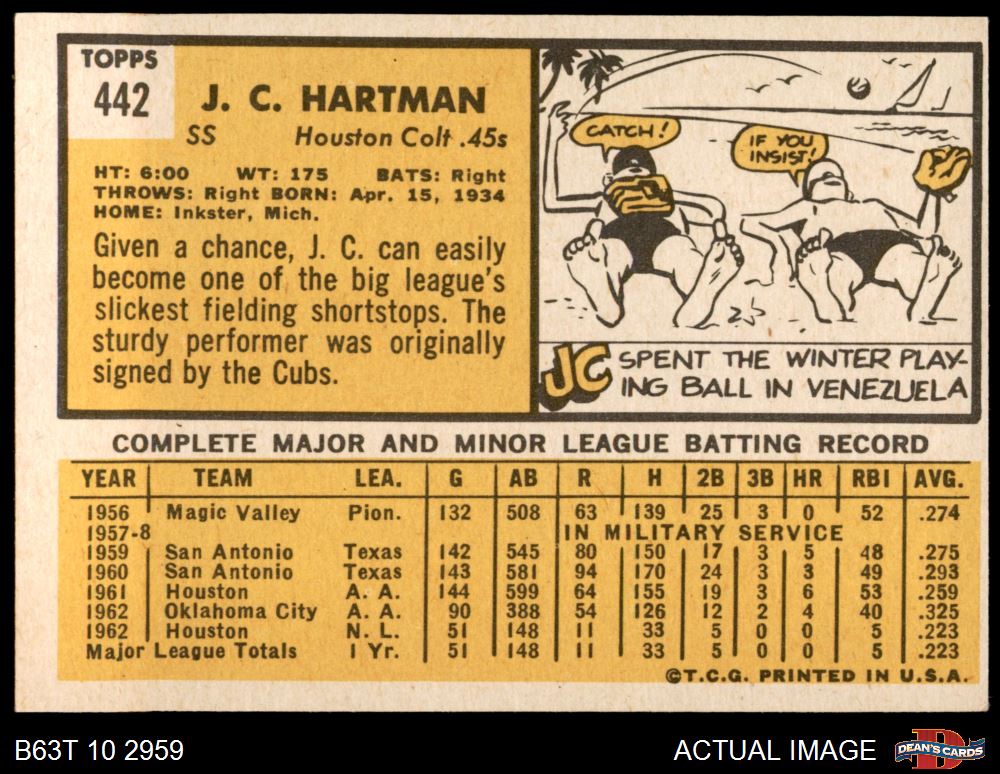 TOPPS
442
J. C. HARTMAN
SS Houston Colt .45s
HT: 6:00 WT: 175 BATS: Right
THROWS: Right BORN: Apr. 15, 1934
HOME: Inkster, Mich.
Given a chance, J. C. can easily
become one of the big league's
slickest fielding shortstops. The
sturdy performer was originally
signed by the Cubs.
CATCH!
IF YOU
INSIST!
JC SPENT THE WINTER PLAY-
ING BALL IN VENEZUELA
COMPLETE MAJOR AND MINOR LEAGUE BATTING RECORD
YEAR TEAM LEA. G AB R H 2B 3B HR RBI AVG.
1956 Magic Valley Pion. 132 508 63 139 25 3 0 52 .274
1957-8 IN MILITARY SERVICE
1959 San Antonio Texas 142 545 80 150 17 3 5 48 .275
1960 San Antonio Texas 143 581 94 170 24 3 3 49 .293
1961 Houston A. A. 144 599 64 155 19 3 6 53 .259
1962 Oklahoma City A. A. 90 388 54 126 12 2 4 40 .325
1962 Houston N. L. 51 148 11 33 5 0 0 5 .223
Major League Totals 1 Yr. 51 148 11 33 5 0 0 5 .223
©T.C.G. PRINTED IN U.S.A.
B63T 10 2959 ACTUAL IMAGE DEAN'S CARDS